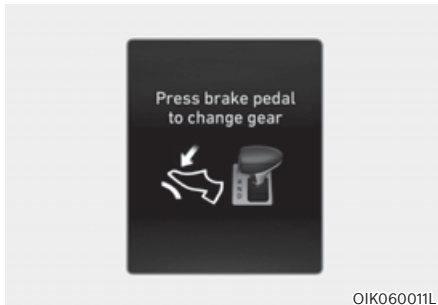 Press brake pedal
to change gear
R
N
D
OIK060011L